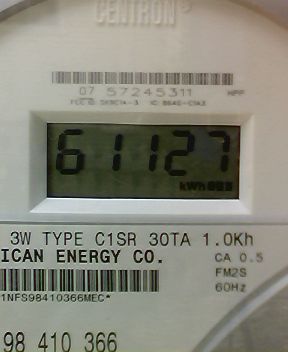 CENTRON®
07 57245311 HPF
61127
kWh
3W TYPE C1SR 30TA 1.0Kh
ICAN ENERGY CO.
CA 0.5
FM2S
60Hz
1NFS98410366MEC*
98 410 366